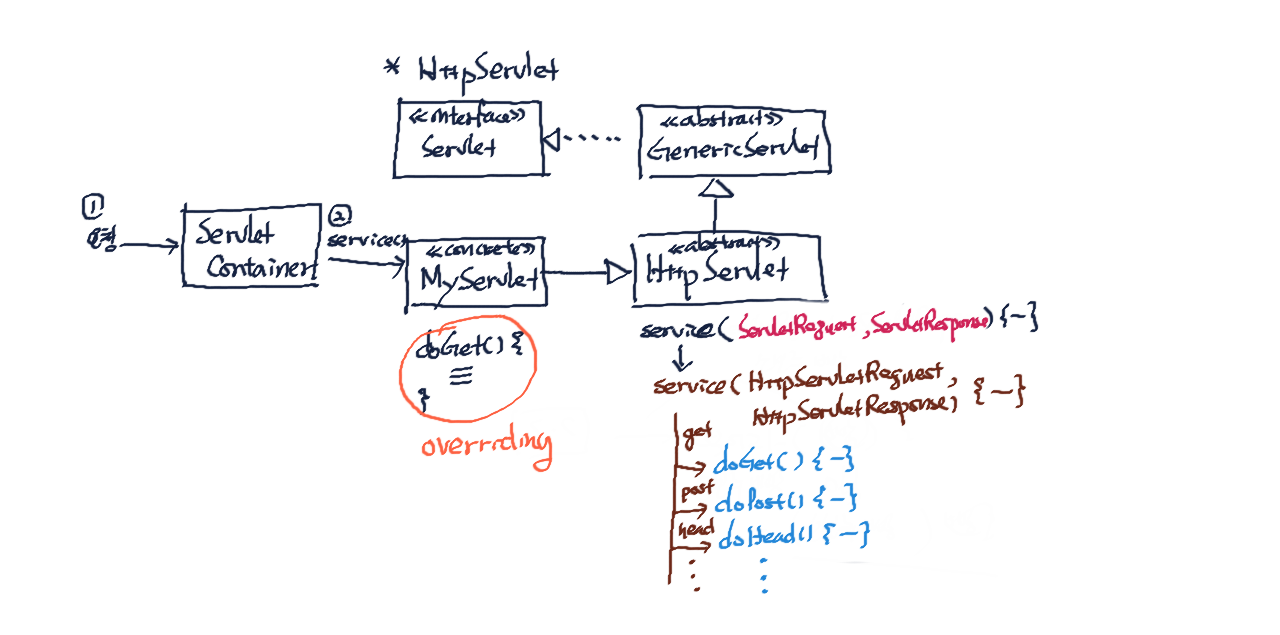 * HttpServlet
<<interface>>
Servlet
<<abstract>>
GenericServlet
①
요청
Servlet
Container
②
service()
<<concrete>>
MyServlet
<<abstract>>
HttpServlet
doGet() {
}
overriding
service(ServletRequest, ServletResponse) {~}
service(HttpServletRequest,
HttpServletResponse) {~}
get
doGet() {~}
post
doPost() {~}
head
doHead() {~}